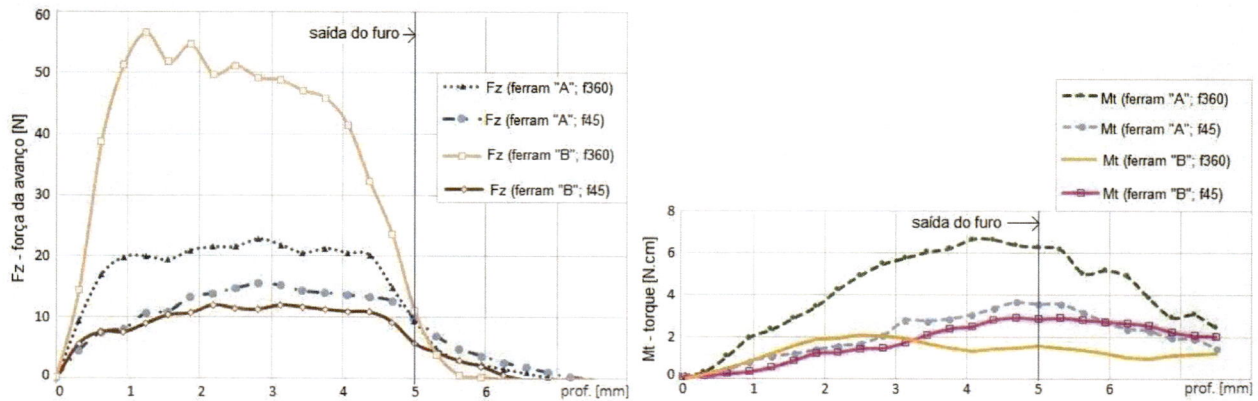 60
50
40
30
20
10
0
Fz - força da avanço [N]
saída do furo
Fz (ferram "A"; f360)
Fz (ferram "A"; f45)
Fz (ferram "B"; f360)
Fz (ferram "B"; f45)
0 1 2 3 4 5 6 prof. [mm]
8
6
4
2
0
Mt - torque [N.cm]
saída do furo
Mt (ferram "A"; f360)
Mt (ferram "A"; f45)
Mt (ferram "B"; f360)
Mt (ferram "B"; f45)
0 1 2 3 4 5 6 prof. [mm]